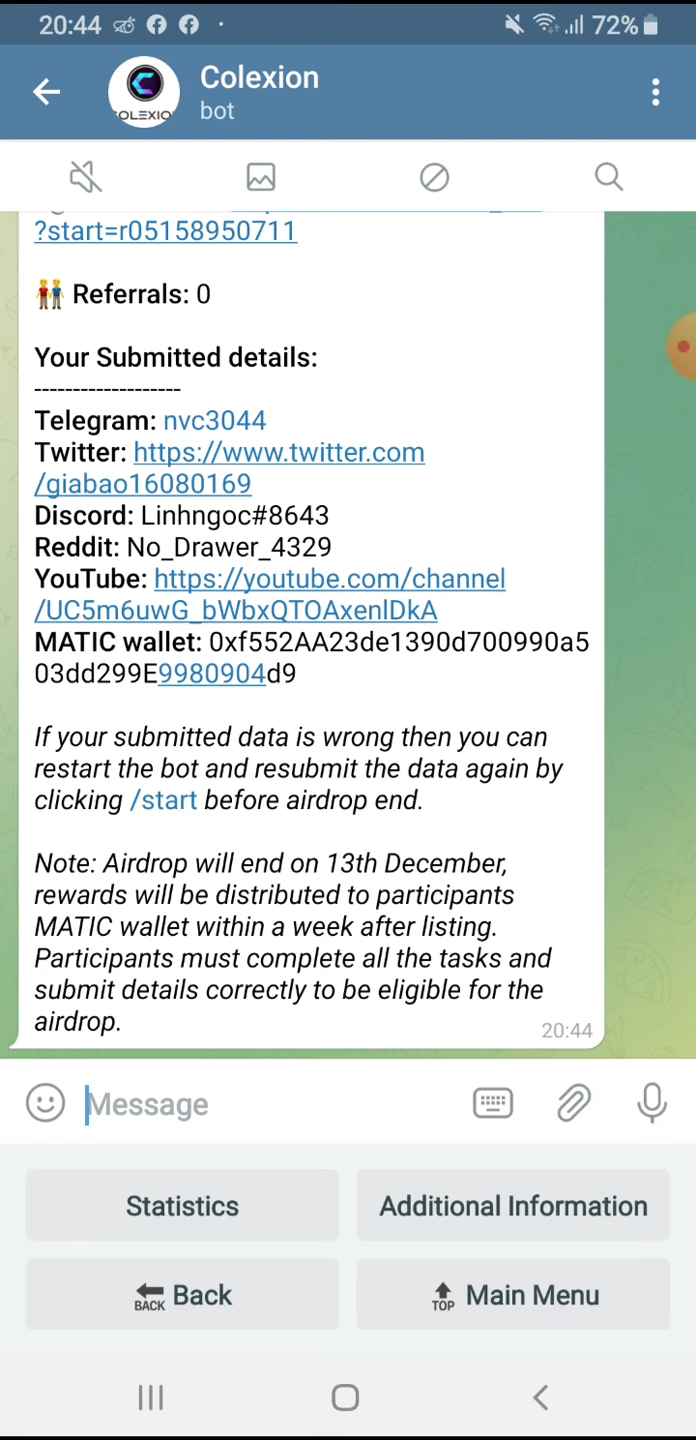 20:44
72%
Colexion
bot
OLEXIO
?start=r05158950711
Referrals: 0
Your Submitted details:
-------------------
Telegram: nvc3044
Twitter: https://www.twitter.com
/giabao16080169
Discord: Linhngoc#8643
Reddit: No_Drawer_4329
YouTube: https://youtube.com/channel
/UC5m6uwG_bWbxQTOAxenlDkA
MATIC wallet: 0xf552AA23de1390d700990a5
03dd299E9980904d9
If your submitted data is wrong then you can
restart the bot and resubmit the data again by
clicking /start before airdrop end.
Note: Airdrop will end on 13th December,
rewards will be distributed to participants
MATIC wallet within a week after listing.
Participants must complete all the tasks and
submit details correctly to be eligible for the
airdrop.
20:44
Message
Statistics
Additional Information
BACK Back
TOP Main Menu